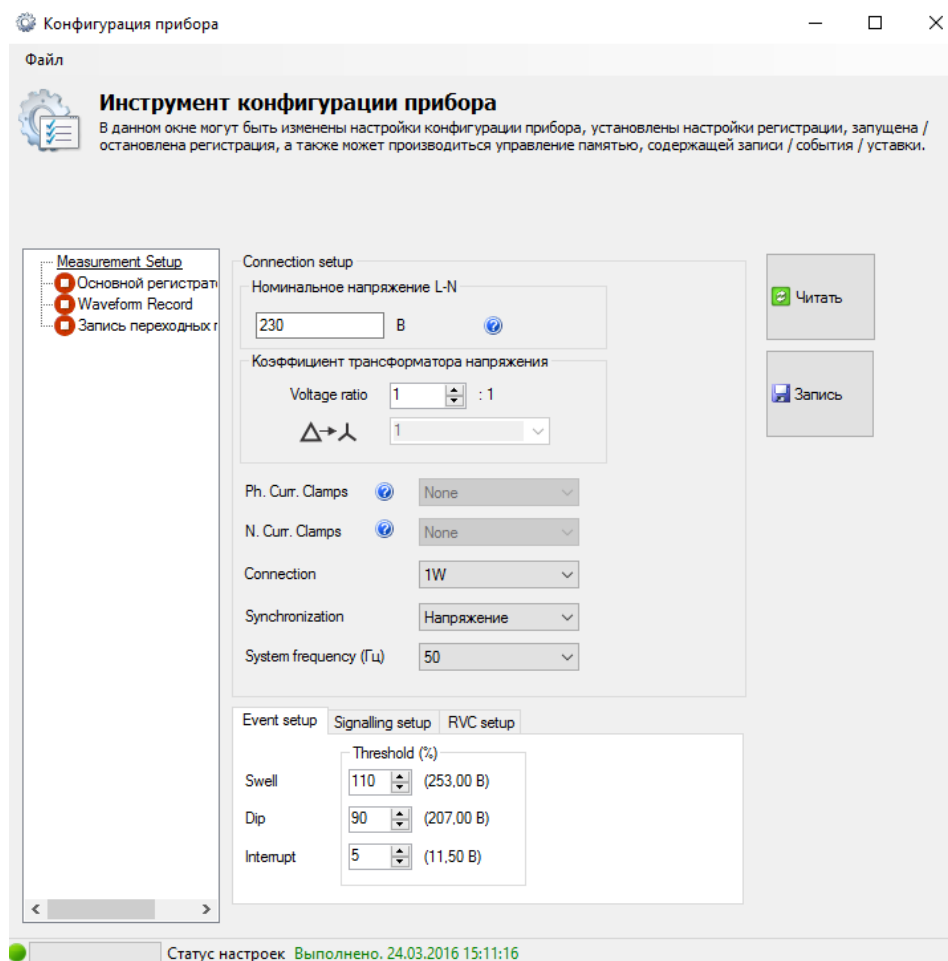 Конфигурация прибора
Файл
Инструмент конфигурации прибора
В данном окне могут быть изменены настройки конфигурации прибора, установлены настройки регистрации, запущена /
остановлена регистрация, а также может производиться управление памятью, содержащей записи / события / уставки.
Measurement Setup
Основной регистрат
Waveform Record
Запись переходных п
Connection setup
Номинальное напряжение L-N
230 В
Коэффициент трансформатора напряжения
Voltage ratio 1 : 1
1
Ph. Curr. Clamps None
N. Curr. Clamps None
Connection 1W
Synchronization Напряжение
System frequency (Гц) 50
Читать
Запись
Event setup Signalling setup RVC setup
Threshold (%)
Swell 110 (253,00 В)
Dip 90 (207,00 В)
Interrupt 5 (11,50 В)
Статус настроек Выполнено. 24.03.2016 15:11:16